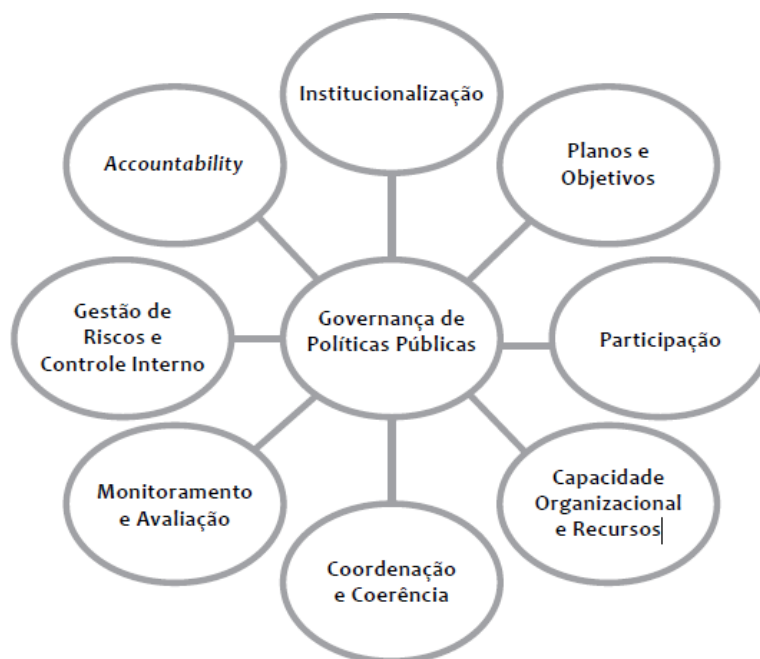 Institucionalização
Accountability
Planos e
Objetivos
Gestão de
Riscos e
Controle Interno
Governança de
Políticas Públicas
Participação
Monitoramento
e Avaliação
Capacidade
Organizacional
e Recursos
Coordenação
e Coerência